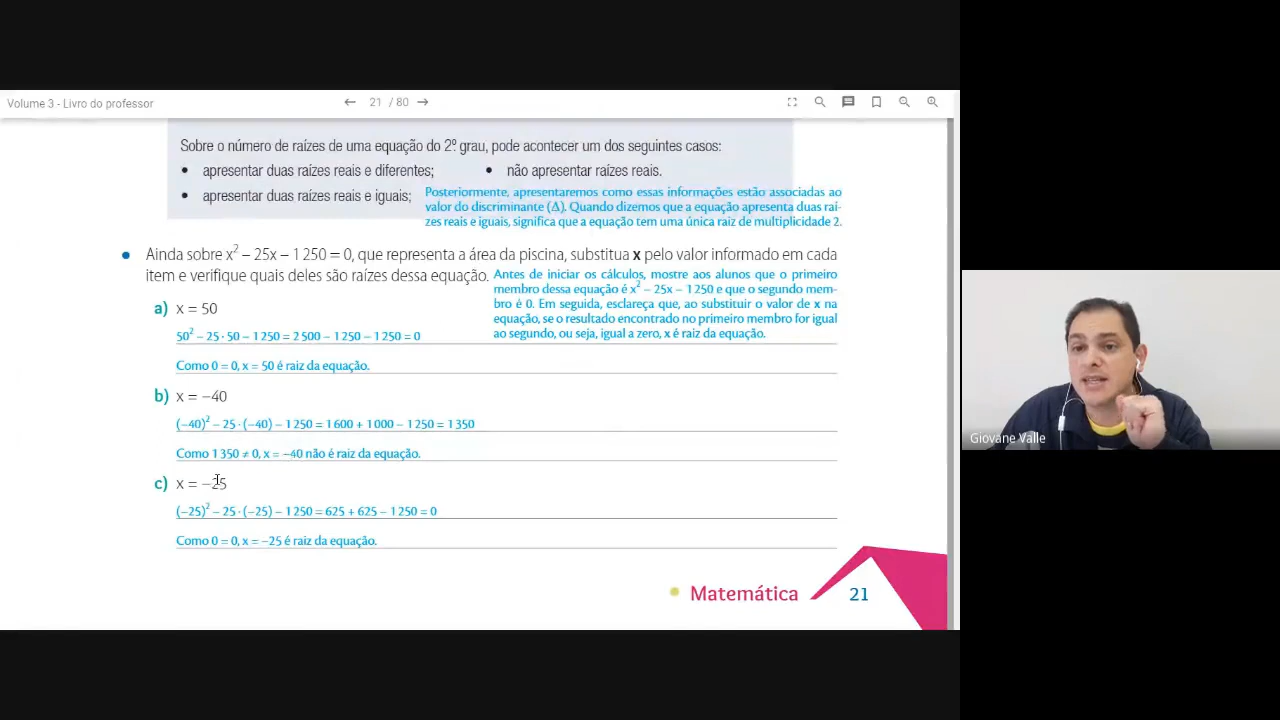 Volume 3 - Livro do professor
21 / 80
Sobre o número de raízes de uma equação do 2º. grau, pode acontecer um dos seguintes casos:
• apresentar duas raízes reais e diferentes;
• não apresentar raízes reais.
• apresentar duas raízes reais e iguais;
Posteriormente, apresentaremos como essas informações estão associadas ao
valor do discriminante (Δ). Quando dizemos que a equação apresenta duas raí-
zes reais e iguais, significa que a equação tem uma única raiz de multiplicidade 2.
• Ainda sobre x² – 25x – 1 250 = 0, que representa a área da piscina, substitua x pelo valor informado em cada
item e verifique quais deles são raízes dessa equação.
Antes de iniciar os cálculos, mostre aos alunos que o primeiro
membro dessa equação é x² – 25x – 1 250 e que o segundo mem-
bro é 0. Em seguida, esclareça que, ao substituir o valor de x na
equação, se o resultado encontrado no primeiro membro for igual
ao segundo, ou seja, igual a zero, x é raiz da equação.
a) x = 50
50² – 25 · 50 – 1 250 = 2 500 – 1 250 – 1 250 = 0
Como 0 = 0, x = 50 é raiz da equação.
b) x = –40
(–40)² – 25 · (–40) – 1 250 = 1 600 + 1 000 – 1 250 = 1 350
Como 1 350 ≠ 0, x = –40 não é raiz da equação.
c) x = –25
(–25)² – 25 · (–25) – 1 250 = 625 + 625 – 1 250 = 0
Como 0 = 0, x = –25 é raiz da equação.
Matemática 21
Giovane Valle